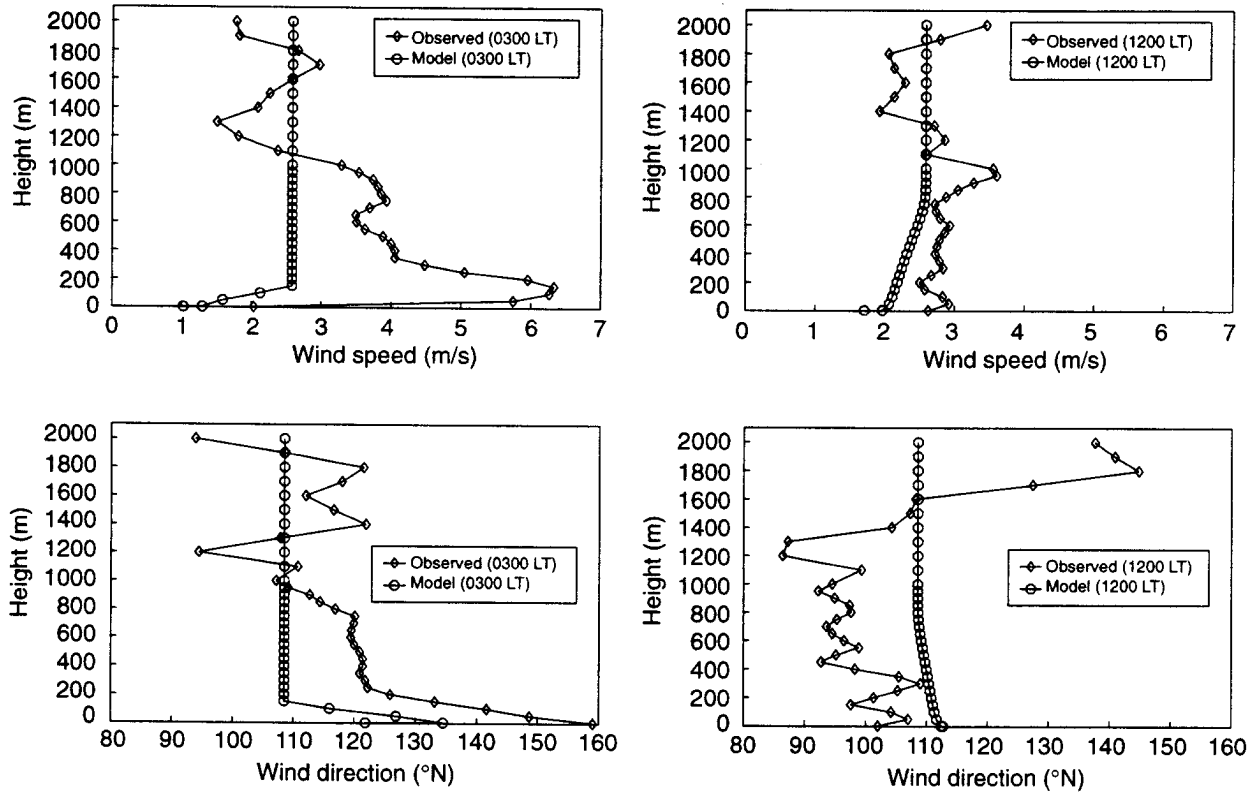 2000
1800
1600
1400
1200
1000
800
600
400
200
0
Height (m)
Observed (0300 LT)
Model (0300 LT)
0 1 2 3 4 5 6 7
Wind speed (m/s)
2000
1800
1600
1400
1200
1000
800
600
400
200
0
Height (m)
Observed (1200 LT)
Model (1200 LT)
0 1 2 3 4 5 6 7
Wind speed (m/s)
2000
1800
1600
1400
1200
1000
800
600
400
200
0
Height (m)
Observed (0300 LT)
Model (0300 LT)
80 90 100 110 120 130 140 150 160
Wind direction (°N)
2000
1800
1600
1400
1200
1000
800
600
400
200
0
Height (m)
Observed (1200 LT)
Model (1200 LT)
80 90 100 110 120 130 140 150 160
Wind direction (°N)